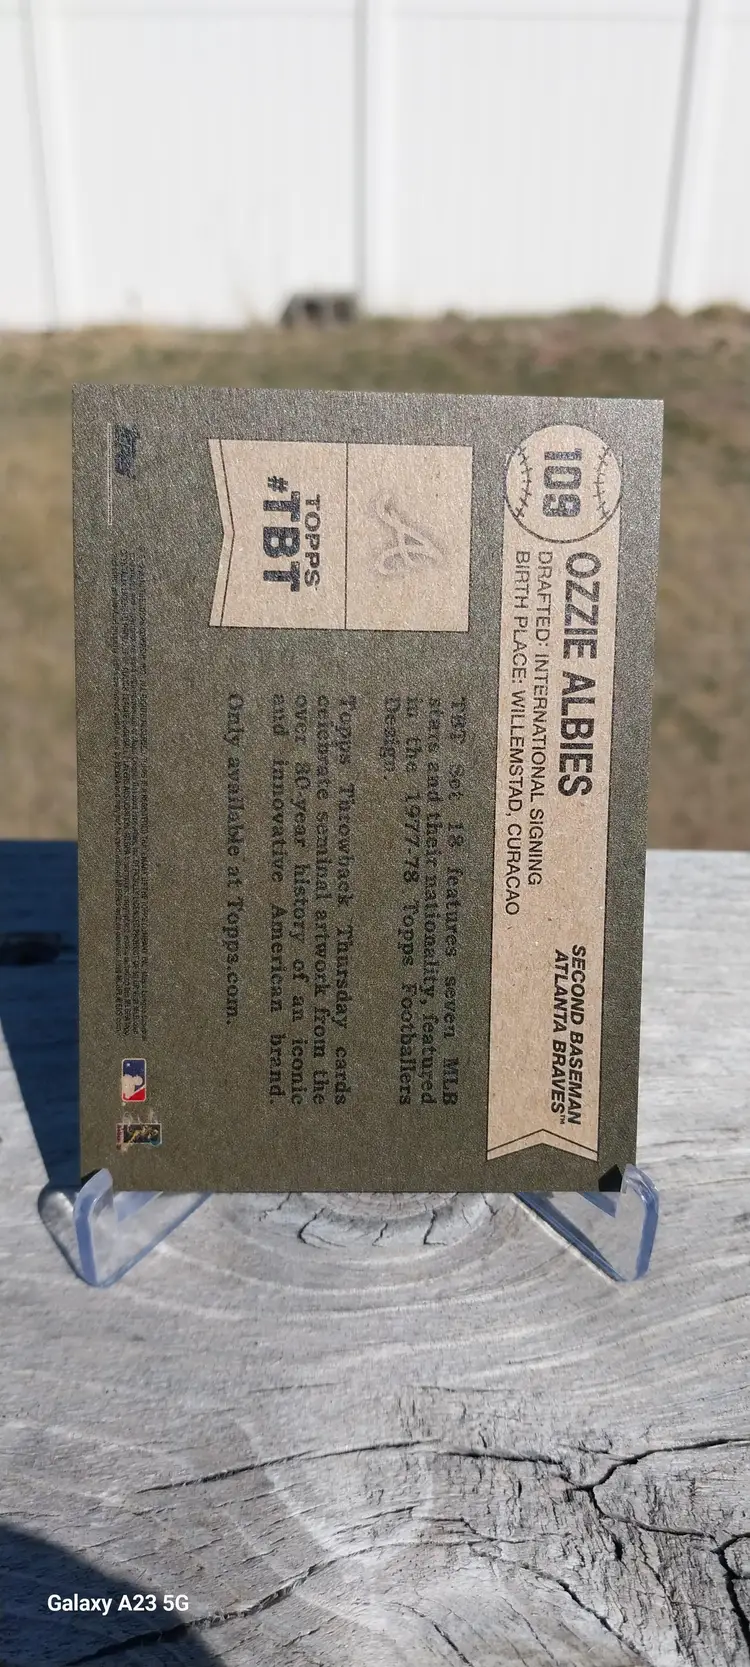 109
OZZIE ALBIES
DRAFTED: INTERNATIONAL SIGNING
BIRTH PLACE: WILLEMSTAD, CURACAO
SECOND BASEMAN
ATLANTA BRAVES™
A
TOPPS
#TBT
TBT Set 18 features seven MLB
stars and their nationality, featured
in the 1977-78 Topps Footballers
Design.
Topps Throwback Thursday cards
celebrate seminal artwork from the
over 80-year history of an iconic
and innovative American brand.
Only available at Topps.com.
topps
Galaxy A23 5G